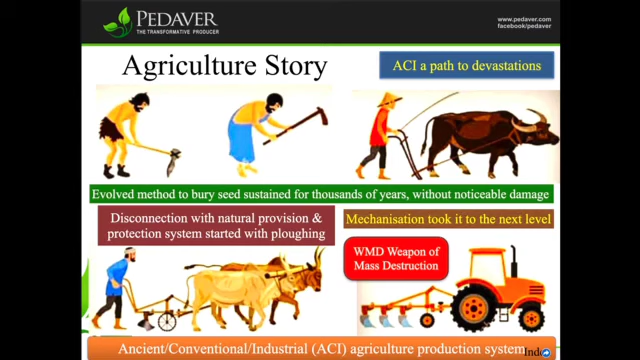 PEDAVER
THE TRANSFORMATIVE PRODUCER
www.pedaver.com
facebook/pedaver
Agriculture Story
ACI a path to devastations
Evolved method to bury seed sustained for thousands of years, without noticeable damage
Disconnection with natural provision &
protection system started with ploughing
Mechanisation took it to the next level
WMD Weapon of
Mass Destruction
Ancient/Conventional/Industrial (ACI) agriculture production system